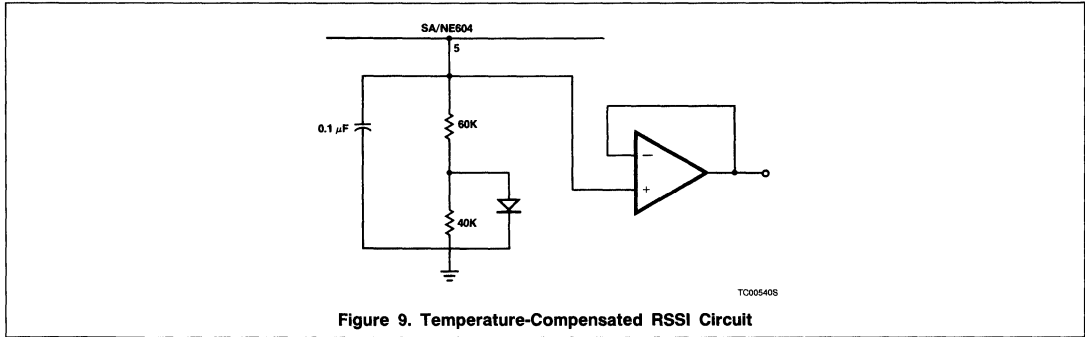 SA/NE604
5
0.1 μF
60K
40K
−
+
TC00540S
Figure 9. Temperature-Compensated RSSI Circuit